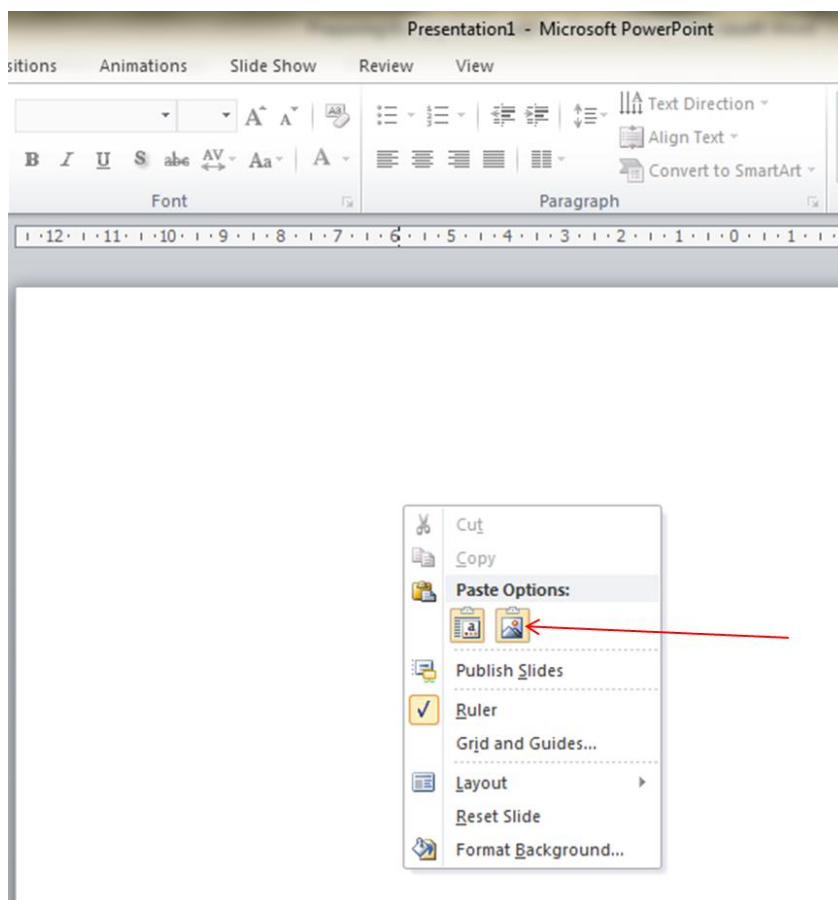 Presentation1 - Microsoft PowerPoint
sitions Animations Slide Show Review View
A A Aa Text Direction
Align Text
B I U S abc AV Aa A Convert to SmartArt
Font Paragraph
12 11 10 9 8 7 6 5 4 3 2 1 0 1
Cut
Copy
Paste Options:
a
Publish Slides
Ruler
Grid and Guides...
Layout
Reset Slide
Format Background...